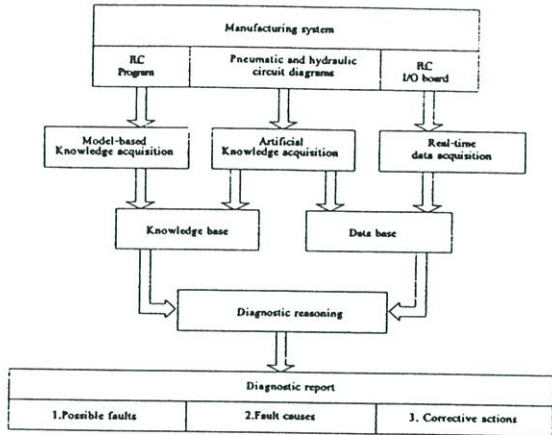 Manufacturing system
PLC
Program
Pneumatic and hydraulic
circuit diagrams
PLC
I/O board
Model-based
Knowledge acquisition
Artificial
Knowledge acquisition
Real-time
data acquisition
Knowledge base
Data base
Diagnostic reasoning
Diagnostic report
1.Possible faults
2.Fault causes
3. Corrective actions